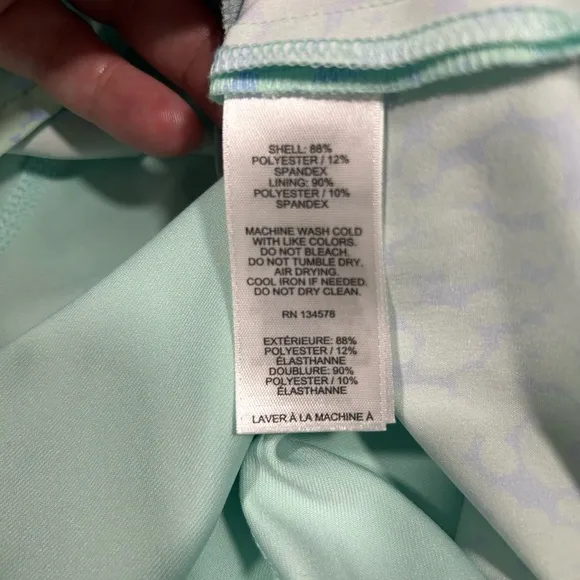 SHELL: 88%
POLYESTER / 12%
SPANDEX
LINING: 90%
POLYESTER / 10%
SPANDEX
MACHINE WASH COLD
WITH LIKE COLORS.
DO NOT BLEACH.
DO NOT TUMBLE DRY.
AIR DRYING.
COOL IRON IF NEEDED.
DO NOT DRY CLEAN.
RN 134578
EXTÉRIEURE: 88%
POLYESTER / 12%
ÉLASTHANNE
DOUBLURE: 90%
POLYESTER / 10%
ÉLASTHANNE
LAVER À LA MACHINE À